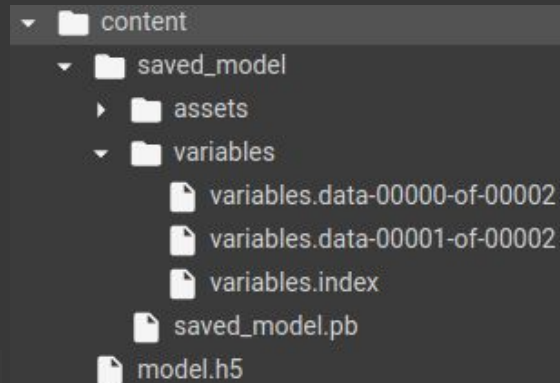 content
saved_model
assets
variables
variables.data-00000-of-00002
variables.data-00001-of-00002
variables.index
saved_model.pb
model.h5